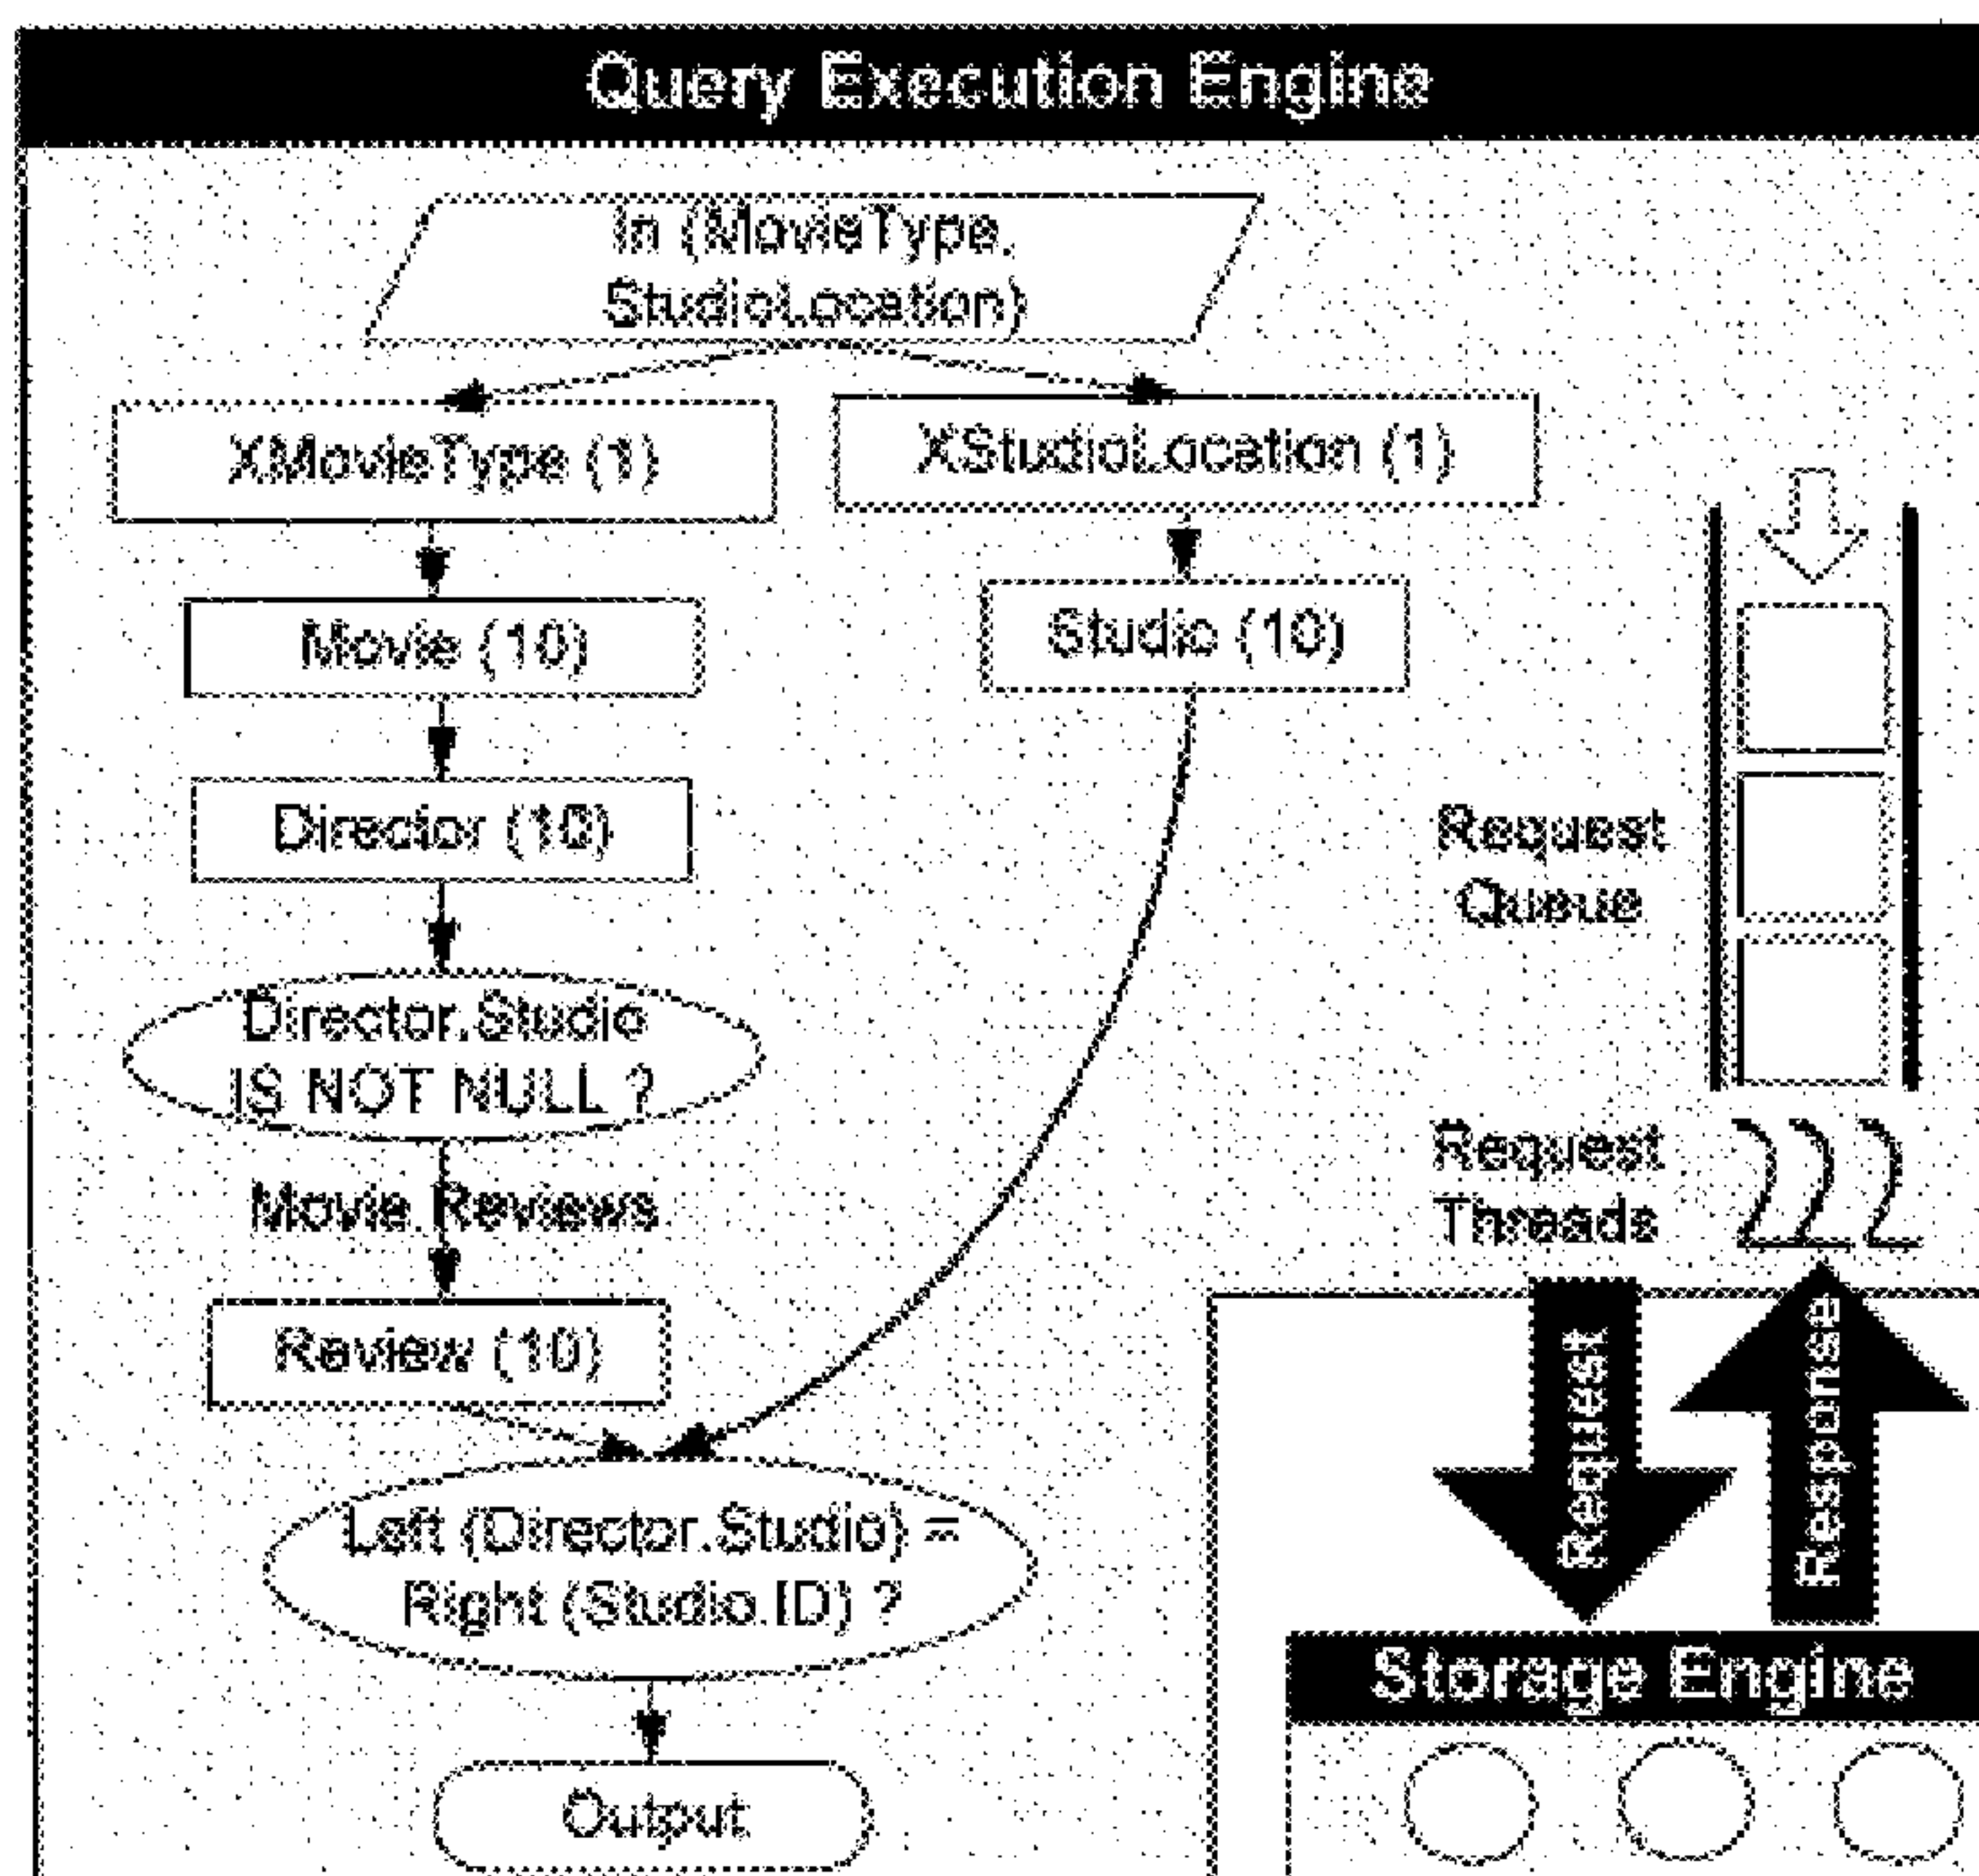 Query Execution Engine
In (MovieType,
StudioLocation)
XMovieType (1)
XStudioLocation (1)
Movie (10)
Studio (10)
Director (10)
Request
Queue
Director.Studio
IS NOT NULL ?
Request
Threads
Movie.Reviews
Review (10)
Request
Response
Left (Director.Studio) =
Right (Studio.ID) ?
Storage Engine
Output